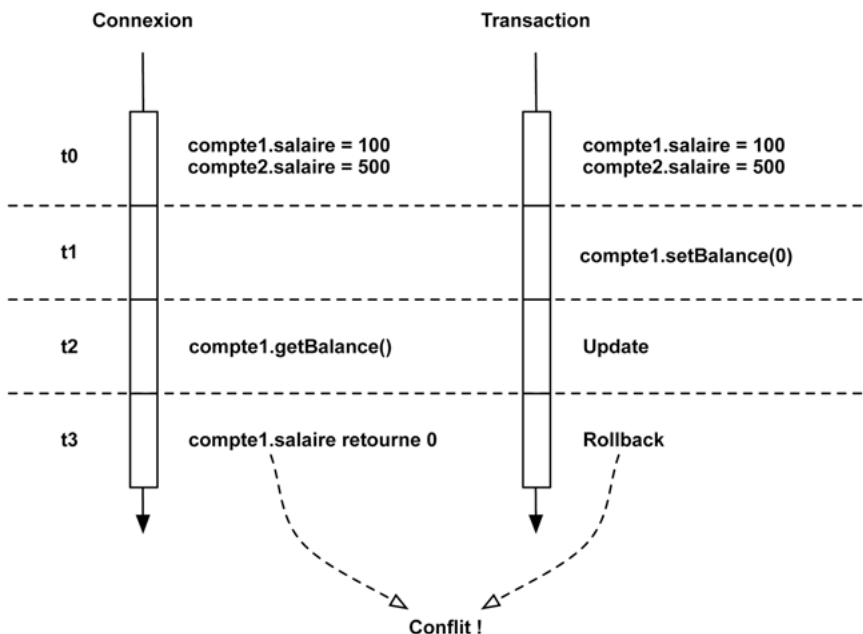 Connexion
Transaction
t0
compte1.salaire = 100
compte2.salaire = 500
compte1.salaire = 100
compte2.salaire = 500
t1
compte1.setBalance(0)
t2
compte1.getBalance()
Update
t3
compte1.salaire retourne 0
Rollback
Conflit !